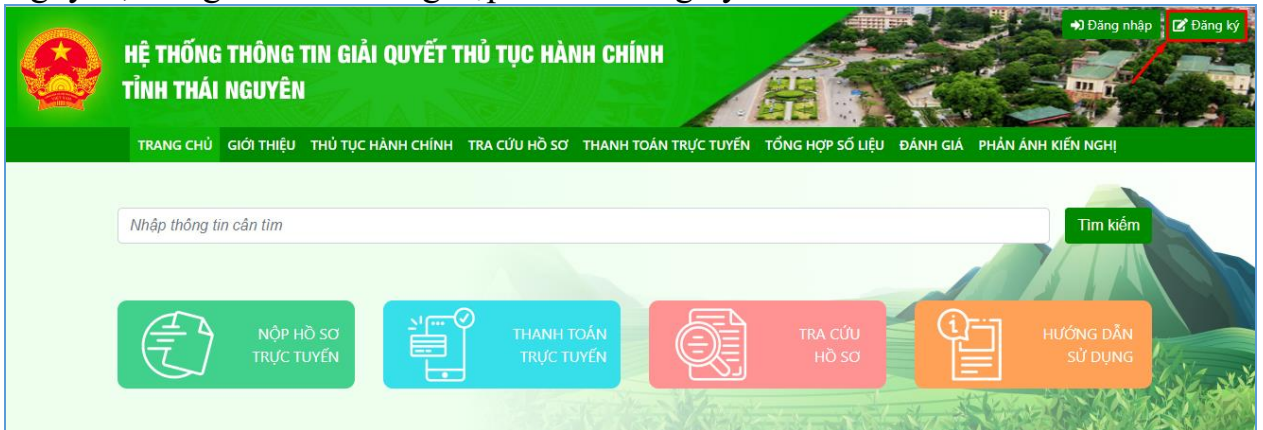 Đăng nhập Đăng ký
HỆ THỐNG THÔNG TIN GIẢI QUYẾT THỦ TỤC HÀNH CHÍNH
TỈNH THÁI NGUYÊN
TRANG CHỦ GIỚI THIỆU THỦ TỤC HÀNH CHÍNH TRA CỨU HỒ SƠ THANH TOÁN TRỰC TUYẾN TỔNG HỢP SỐ LIỆU ĐÁNH GIÁ PHẢN ÁNH KIẾN NGHỊ
Nhập thông tin cần tìm
Tìm kiếm
NỘP HỒ SƠ
TRỰC TUYẾN
THANH TOÁN
TRỰC TUYẾN
TRA CỨU
HỒ SƠ
HƯỚNG DẪN
SỬ DỤNG